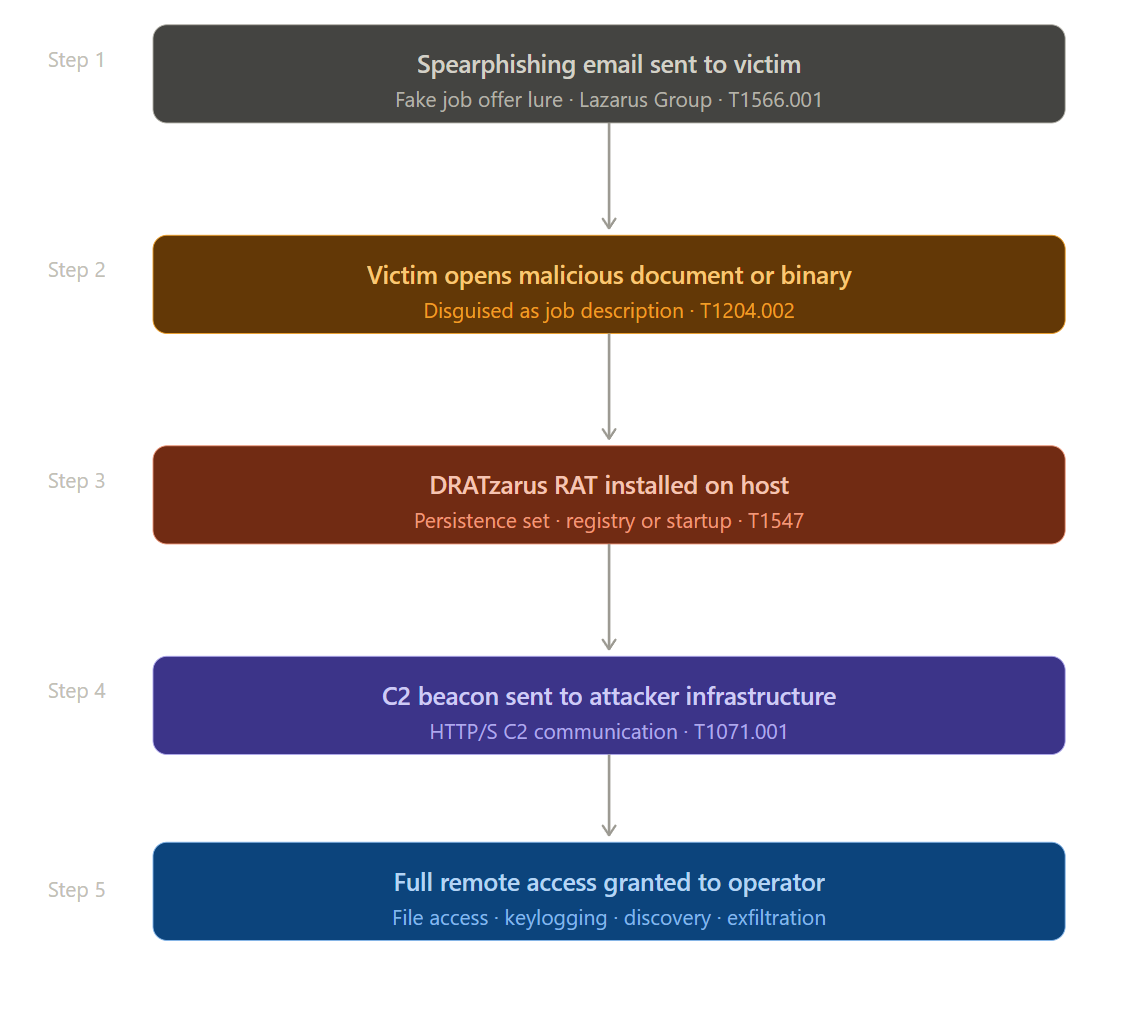 Step 1
Spearphishing email sent to victim
Fake job offer lure · Lazarus Group · T1566.001
Step 2
Victim opens malicious document or binary
Disguised as job description · T1204.002
Step 3
DRATzarus RAT installed on host
Persistence set · registry or startup · T1547
Step 4
C2 beacon sent to attacker infrastructure
HTTP/S C2 communication · T1071.001
Step 5
Full remote access granted to operator
File access · keylogging · discovery · exfiltration